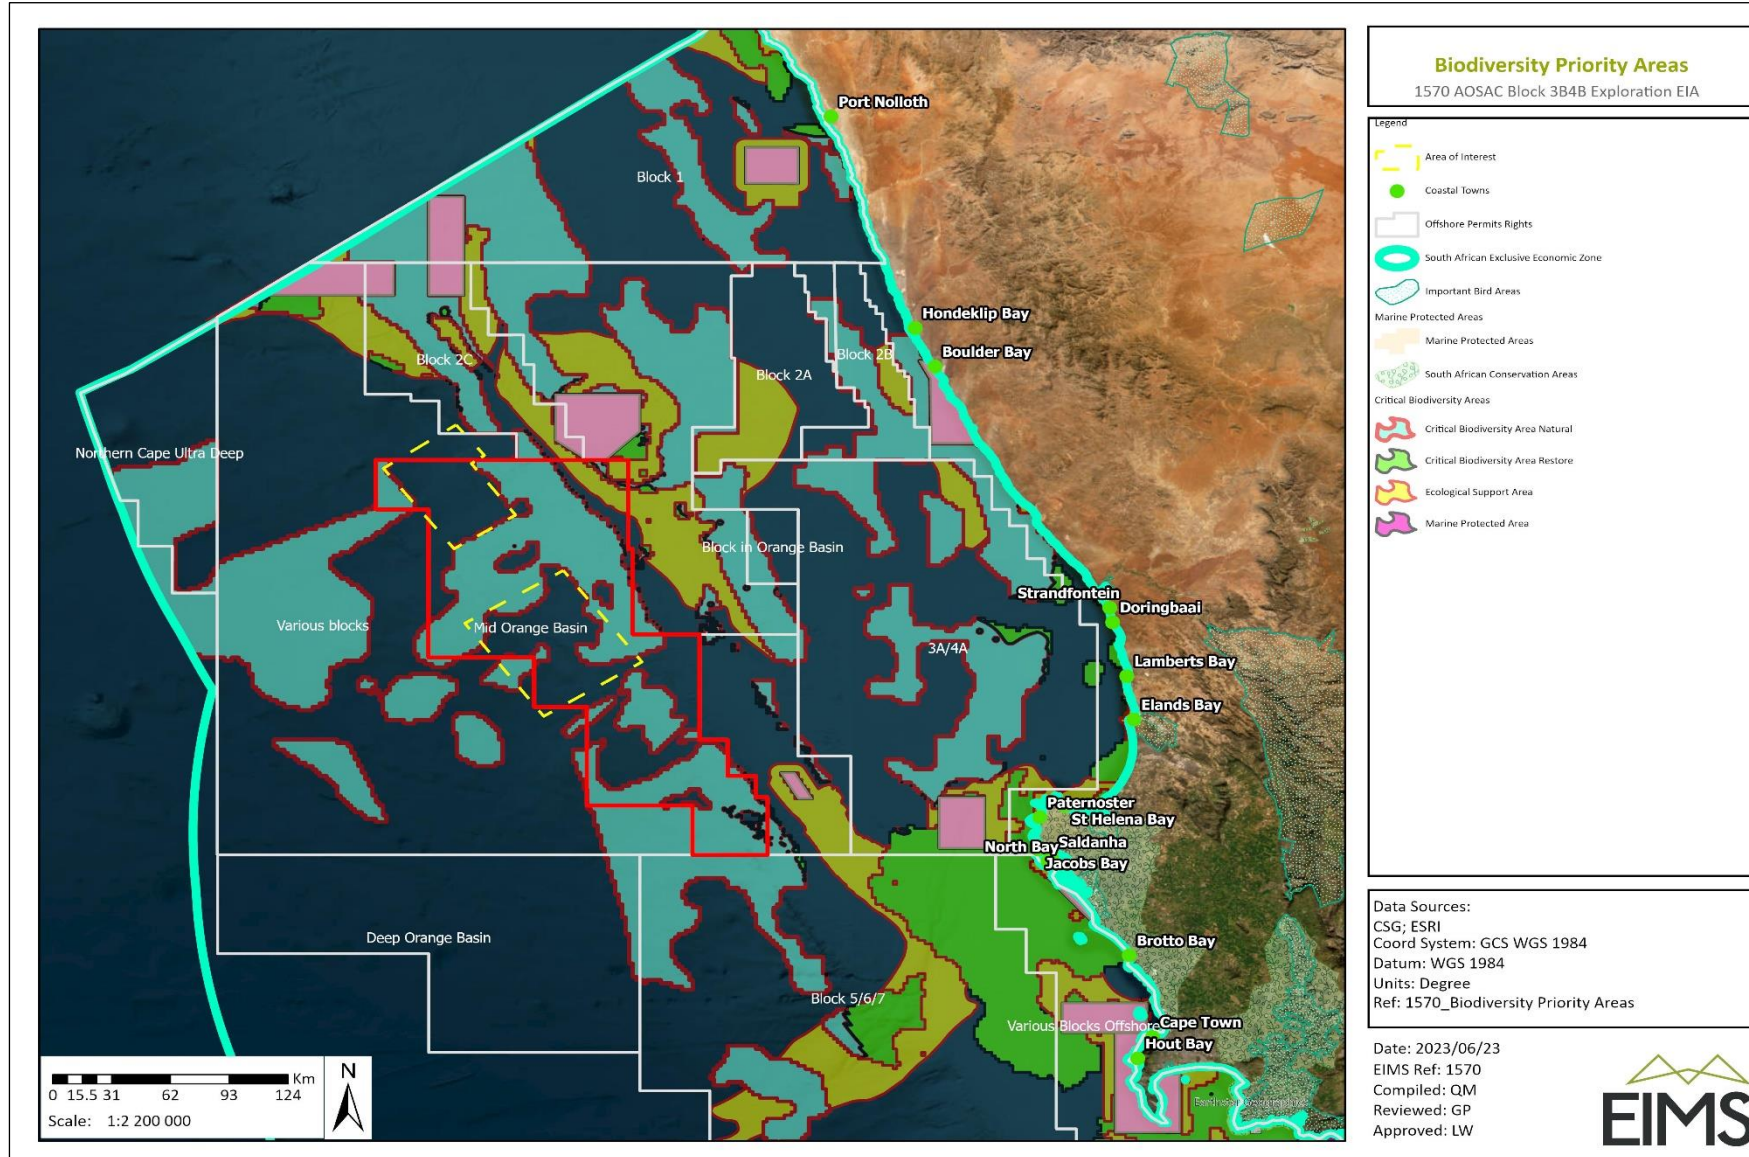 Biodiversity Priority Areas
1570 AOSAC Block 3B4B Exploration EIA
Legend
Area of Interest
Coastal Towns
Offshore Permits Rights
South African Exclusive Economic Zone
Important Bird Areas
Marine Protected Areas
Marine Protected Areas
South African Conservation Areas
Critical Biodiversity Areas
Critical Biodiversity Area Natural
Critical Biodiversity Area Restore
Ecological Support Area
Marine Protected Area
Data Sources:
CSG; ESRI
Coord System: GCS WGS 1984
Datum: WGS 1984
Units: Degree
Ref: 1570_Biodiversity Priority Areas
Date: 2023/06/23
EIMS Ref: 1570
Compiled: QM
Reviewed: GP
Approved: LW
EIMS
Port Nolloth
Block 1
Hondeklip Bay
Block 2C
Block 2B
Boulder Bay
Block 2A
Northern Cape Ultra Deep
Block in Orange Basin
Strandfontein
Doringbaai
Various blocks
Mid Orange Basin
3A/4A
Lamberts Bay
Elands Bay
Paternoster
St Helena Bay
North Bay
Saldanha
Jacobs Bay
Deep Orange Basin
Brotto Bay
Block 5/6/7
Various Blocks Offshore
Cape Town
Hout Bay
Earthstar Geographics
N
Km
0 15.5 31 62 93 124
Scale: 1:2 200 000